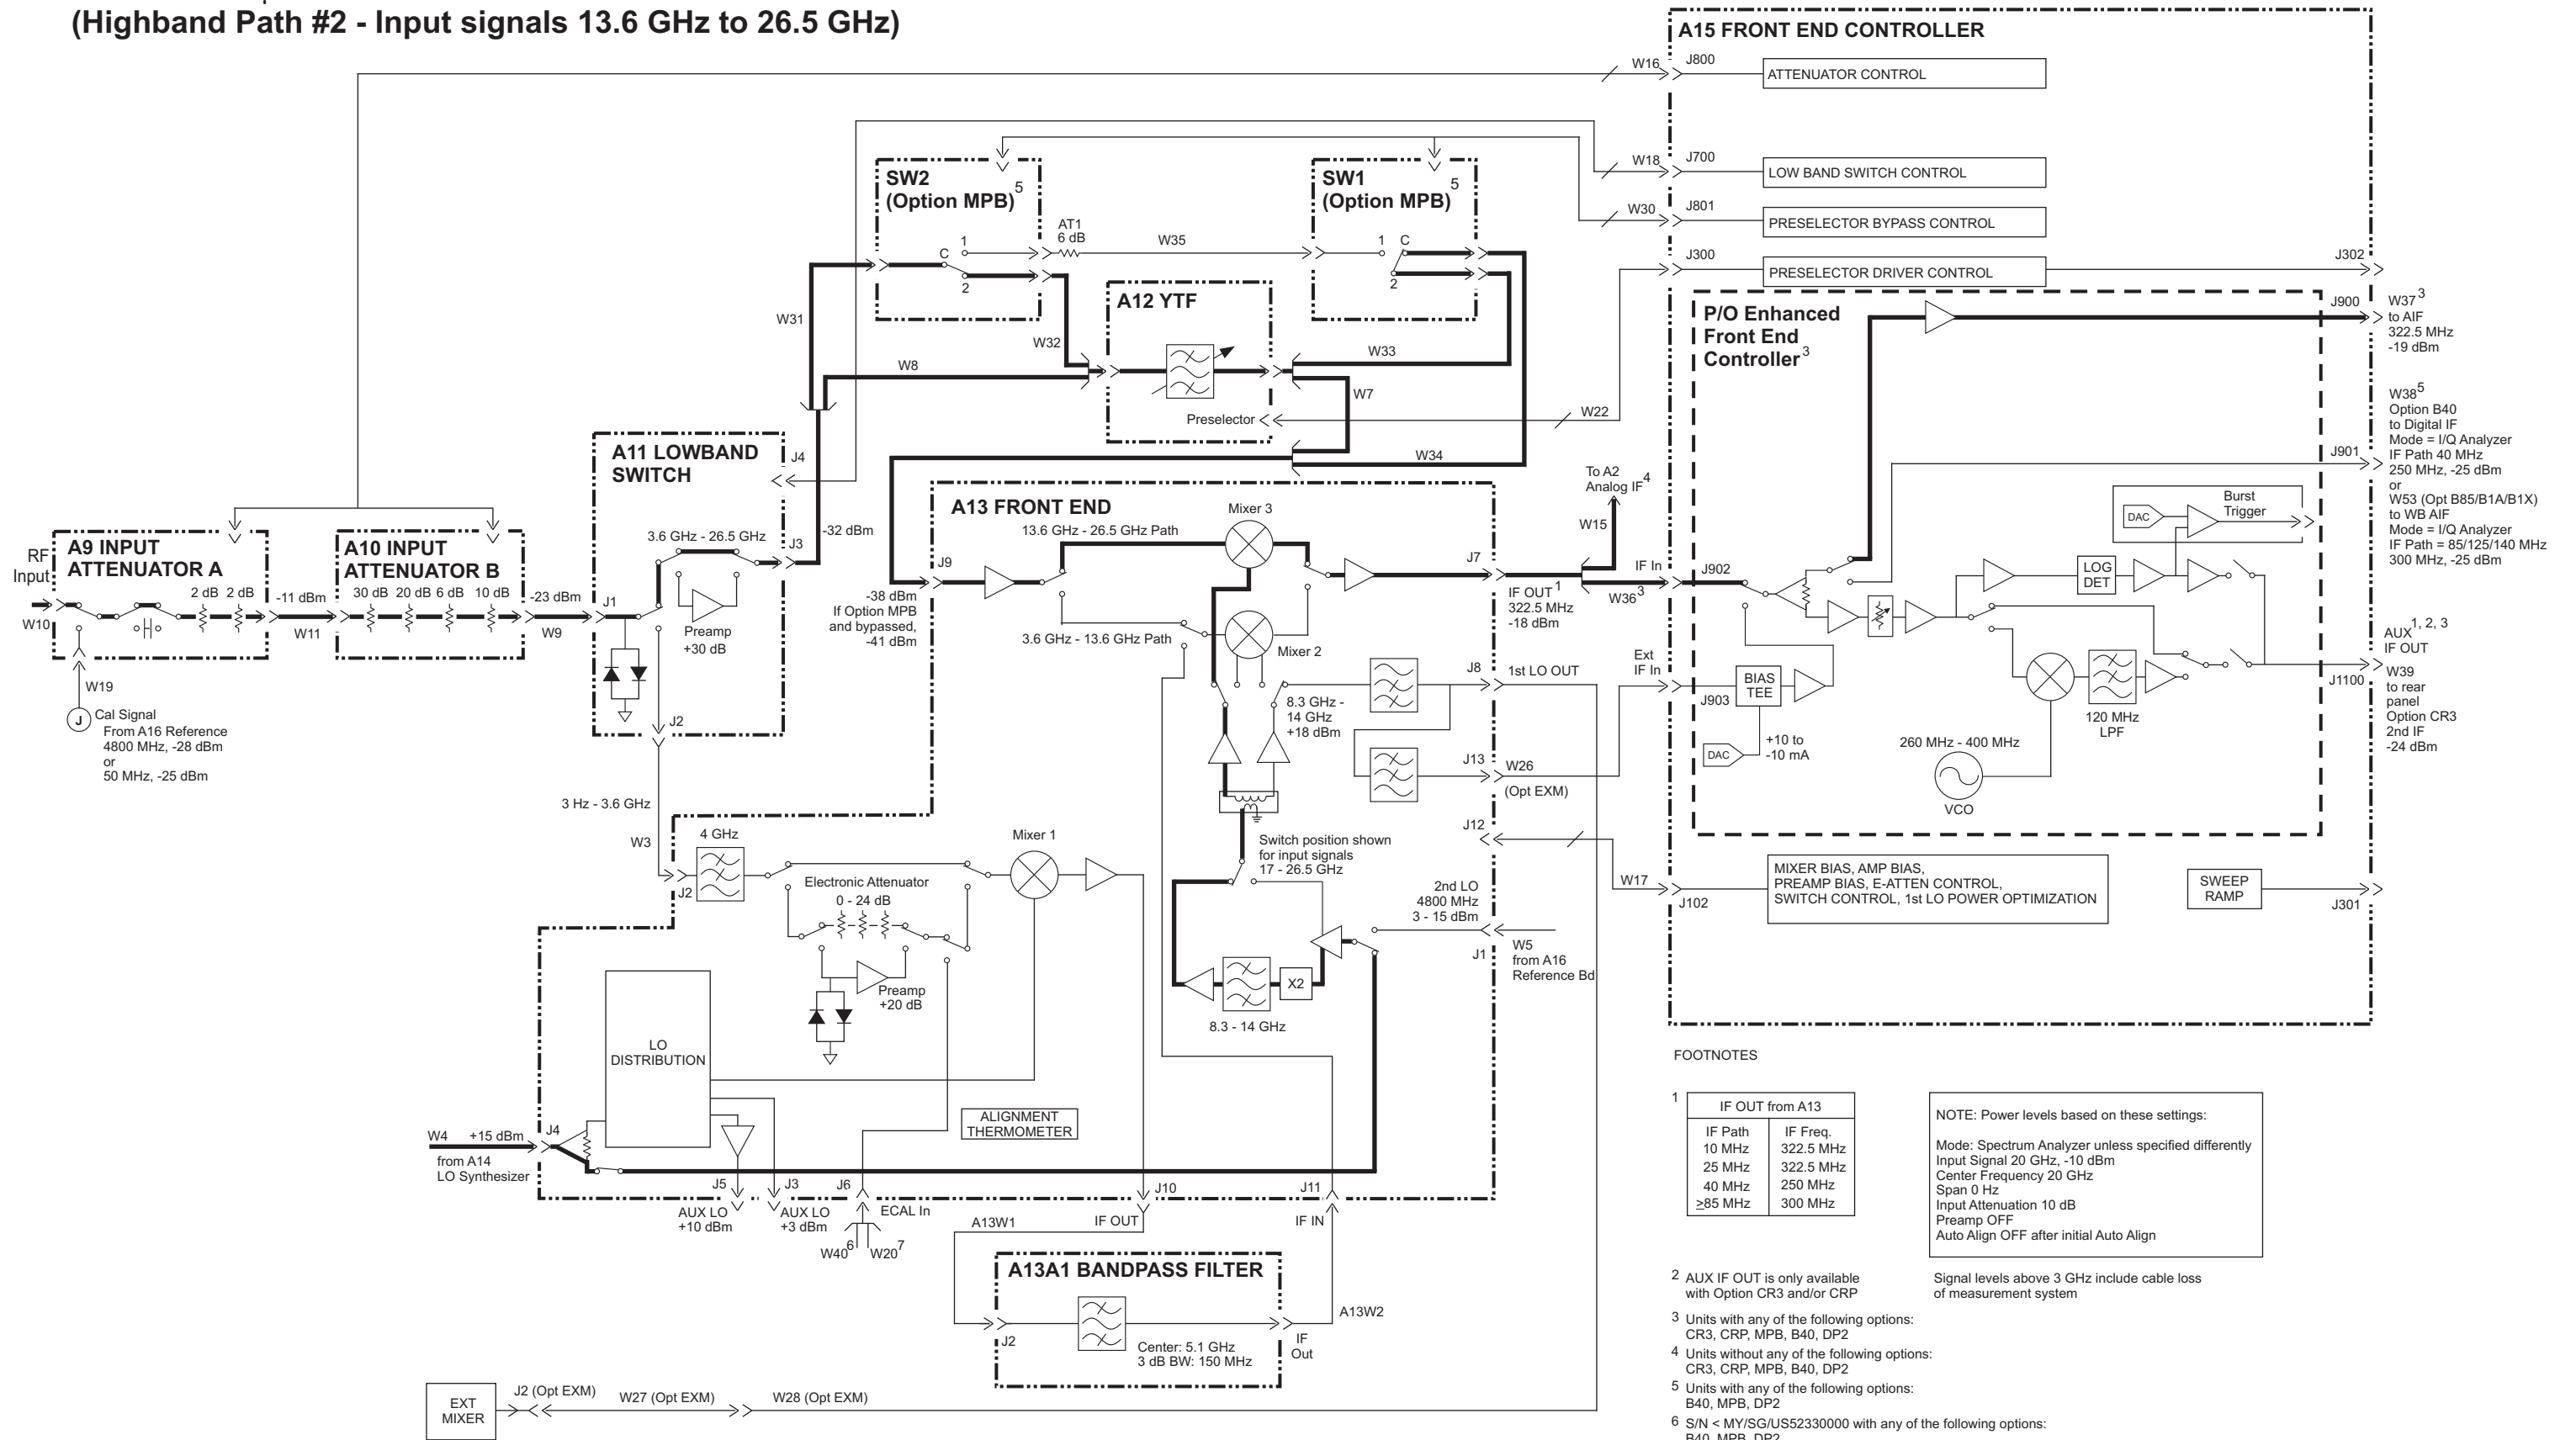 (Highband Path #2 - Input signals 13.6 GHz to 26.5 GHz)
A15 FRONT END CONTROLLER
W16
J800
ATTENUATOR CONTROL
W18
J700
LOW BAND SWITCH CONTROL
W30
J801
PRESELECTOR BYPASS CONTROL
J300
PRESELECTOR DRIVER CONTROL
J302
SW2
(Option MPB)5
C
1
2
AT1
6 dB
W35
SW1
(Option MPB)5
1
C
2
W31
W32
A12 YTF
W33
W8
W7
Preselector
W22
W34
P/O Enhanced
Front End
Controller3
J900
W373
to AIF
322.5 MHz
-19 dBm
W385
Option B40
to Digital IF
Mode = I/Q Analyzer
IF Path 40 MHz
250 MHz, -25 dBm
or
W53 (Opt B85/B1A/B1X)
to WB AIF
Mode = I/Q Analyzer
IF Path = 85/125/140 MHz
300 MHz, -25 dBm
J901
Burst
Trigger
DAC
LOG
DET
J902
IF In
W363
To A2
Analog IF4
W15
A11 LOWBAND
SWITCH
J4
3.6 GHz - 26.5 GHz
J3
-32 dBm
J1
Preamp
+30 dB
J2
RF
Input
W10
A9 INPUT
ATTENUATOR A
2 dB 2 dB
-11 dBm
W11
A10 INPUT
ATTENUATOR B
30 dB 20 dB 6 dB 10 dB
-23 dBm
W9
W19
J
Cal Signal
From A16 Reference
4800 MHz, -28 dBm
or
50 MHz, -25 dBm
A13 FRONT END
J9
-38 dBm
If Option MPB
and bypassed,
-41 dBm
13.6 GHz - 26.5 GHz Path
Mixer 3
J7
IF OUT1
322.5 MHz
-18 dBm
3.6 GHz - 13.6 GHz Path
Mixer 2
8.3 GHz -
14 GHz
+18 dBm
J8
1st LO OUT
Ext
IF In
J903
BIAS
TEE
DAC
+10 to
-10 mA
120 MHz
LPF
260 MHz - 400 MHz
VCO
AUX1, 2, 3
IF OUT
J1100
W39
to rear
panel
Option CR3
2nd IF
-24 dBm
J13
W26
(Opt EXM)
J12
W17
J102
MIXER BIAS, AMP BIAS,
PREAMP BIAS, E-ATTEN CONTROL,
SWITCH CONTROL, 1st LO POWER OPTIMIZATION
SWEEP
RAMP
J301
3 Hz - 3.6 GHz
W3
J2
4 GHz
Electronic Attenuator
0 - 24 dB
Preamp
+20 dB
Mixer 1
Switch position shown
for input signals
17 - 26.5 GHz
2nd LO
4800 MHz
3 - 15 dBm
J1
W5
from A16
Reference Bd
X2
8.3 - 14 GHz
LO
DISTRIBUTION
ALIGNMENT
THERMOMETER
W4
+15 dBm
J4
from A14
LO Synthesizer
J5
AUX LO
+10 dBm
J3
AUX LO
+3 dBm
J6
ECAL In
W406
W207
J10
IF OUT
J11
IF IN
A13W1
A13W2
A13A1 BANDPASS FILTER
J2
Center: 5.1 GHz
3 dB BW: 150 MHz
IF
Out
EXT
MIXER
J2 (Opt EXM)
W27 (Opt EXM)
W28 (Opt EXM)
FOOTNOTES
1
IF OUT from A13
IF Path IF Freq.
10 MHz 322.5 MHz
25 MHz 322.5 MHz
40 MHz 250 MHz
≥85 MHz 300 MHz
NOTE: Power levels based on these settings:
Mode: Spectrum Analyzer unless specified differently
Input Signal 20 GHz, -10 dBm
Center Frequency 20 GHz
Span 0 Hz
Input Attenuation 10 dB
Preamp OFF
Auto Align OFF after initial Auto Align
Signal levels above 3 GHz include cable loss
of measurement system
2 AUX IF OUT is only available
with Option CR3 and/or CRP
3 Units with any of the following options:
CR3, CRP, MPB, B40, DP2
4 Units without any of the following options:
CR3, CRP, MPB, B40, DP2
5 Units with any of the following options:
B40, MPB, DP2
6 S/N < MY/SG/US52330000 with any of the following options:
B40, MPB, DP2